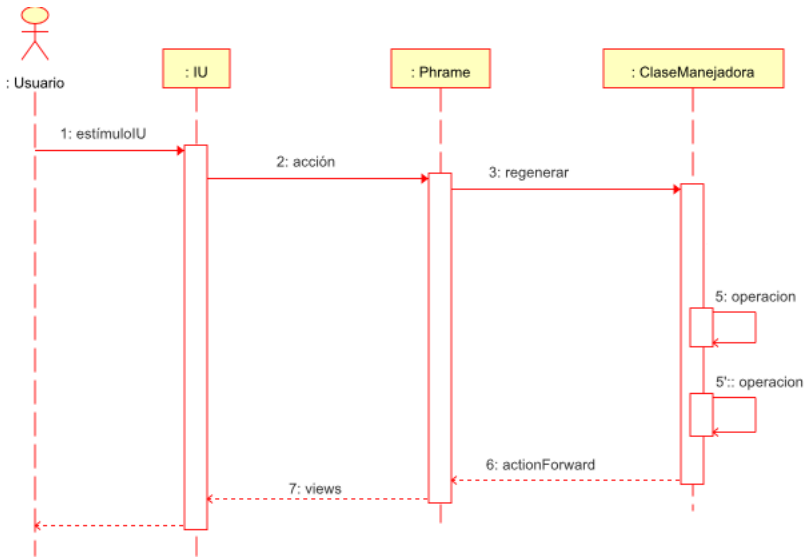 : Usuario
: IU
: Phrame
: ClaseManejadora
1: estímuloIU
2: acción
3: regenerar
5: operacion
5':: operacion
6: actionForward
7: views